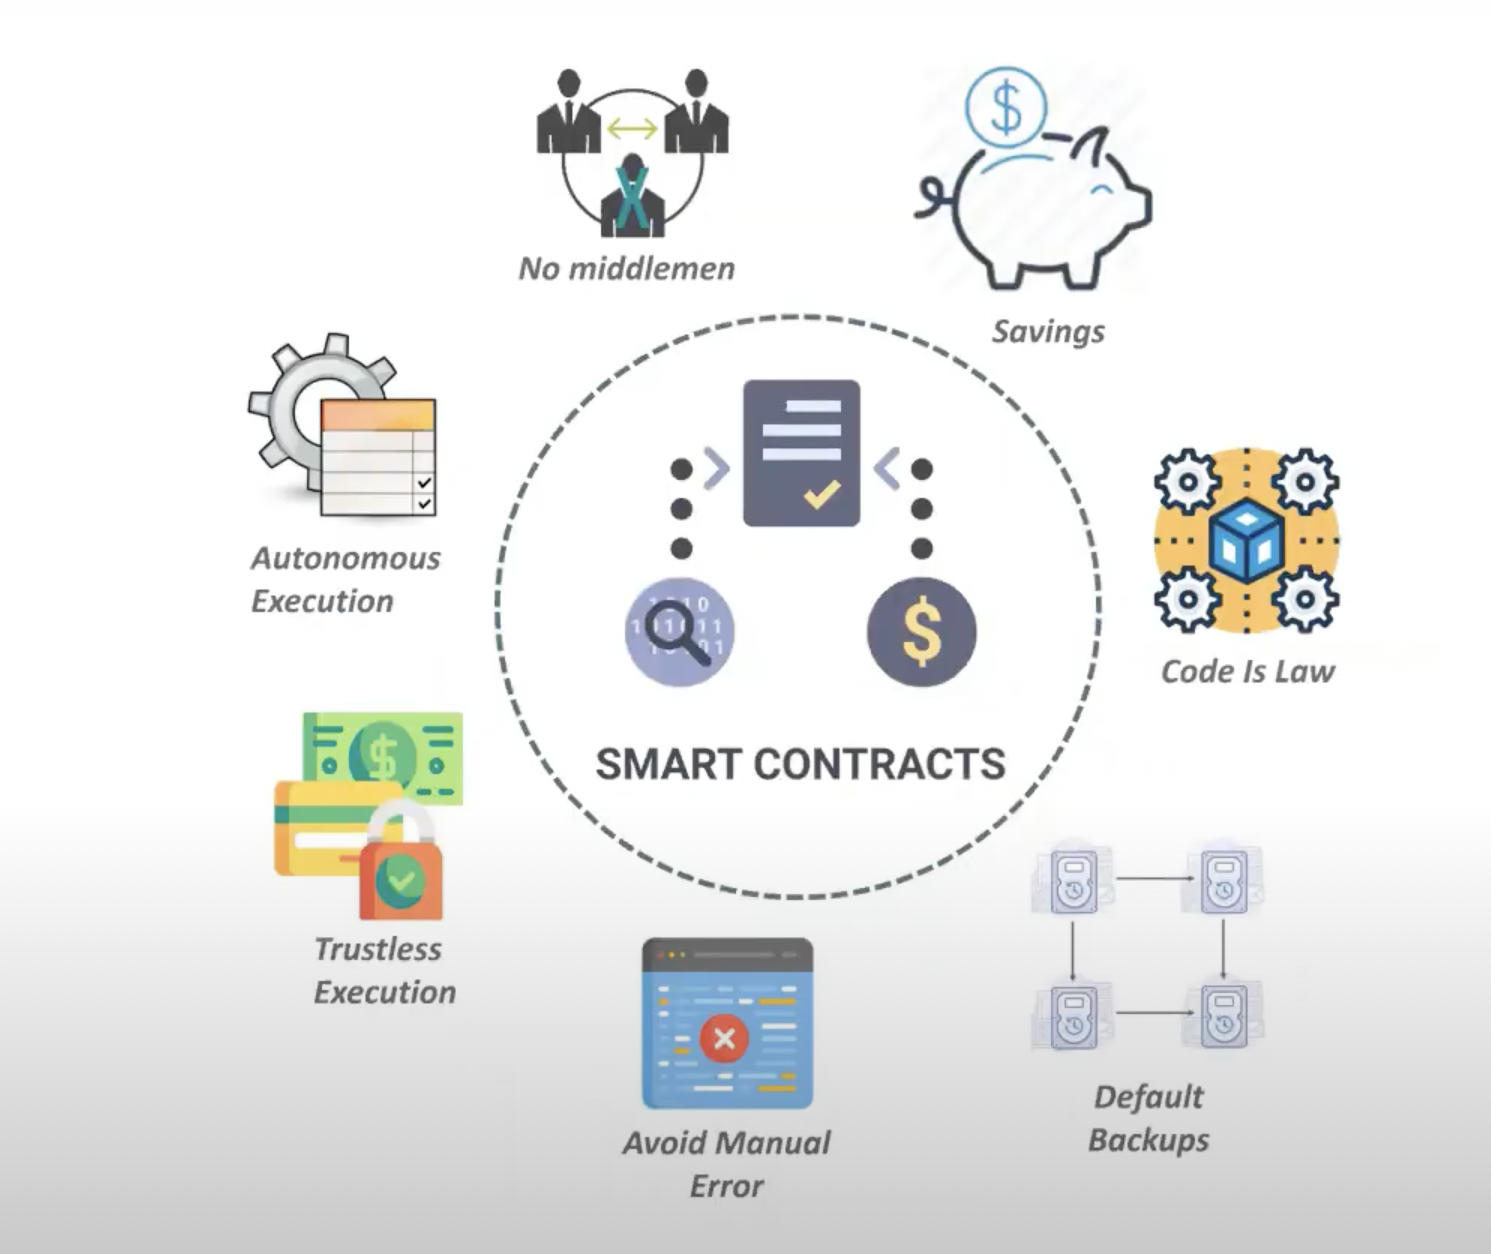 No middlemen
Savings
Autonomous
Execution
SMART CONTRACTS
Code Is Law
Trustless
Execution
Avoid Manual
Error
Default
Backups